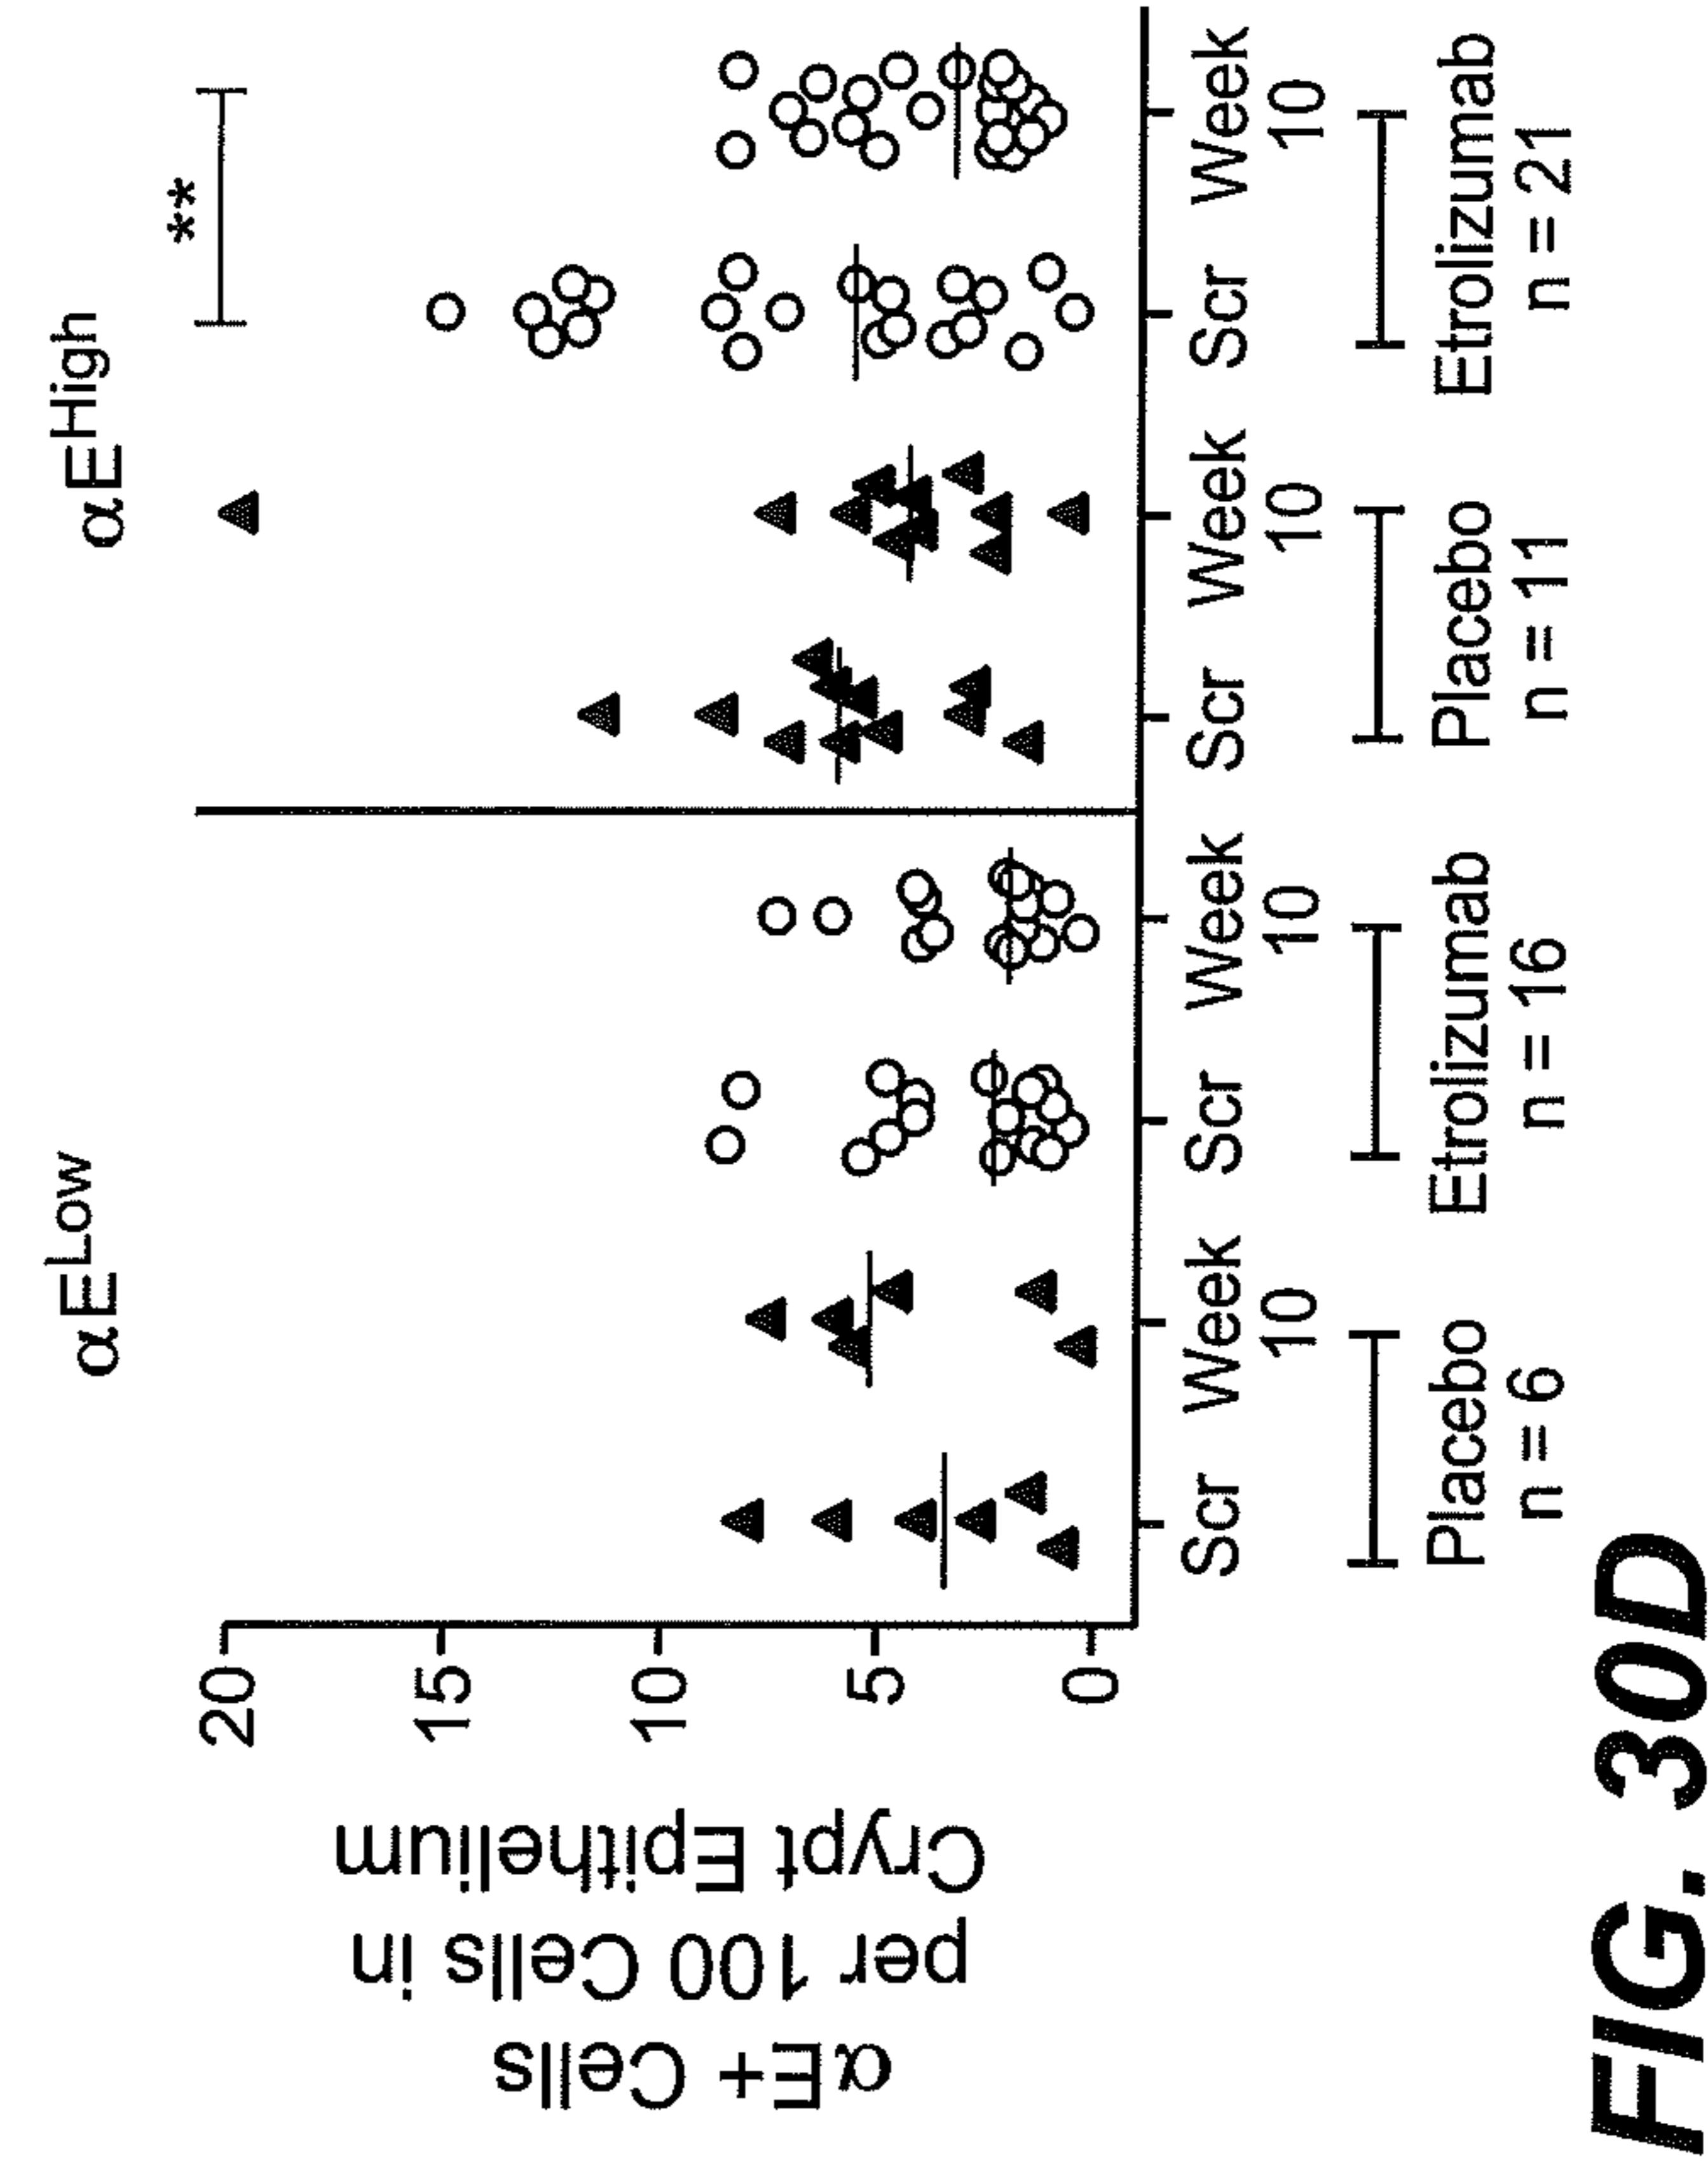 αE+ Cells
per 100 Cells in
Crypt Epithelium
20
15
10
5
0
αELow
αEHigh
**
Scr Week 10 Scr Week 10 Scr Week 10 Scr Week 10
Placebo Etrolizumab Placebo Etrolizumab
n = 6 n = 16 n = 11 n = 21
FIG. 30D